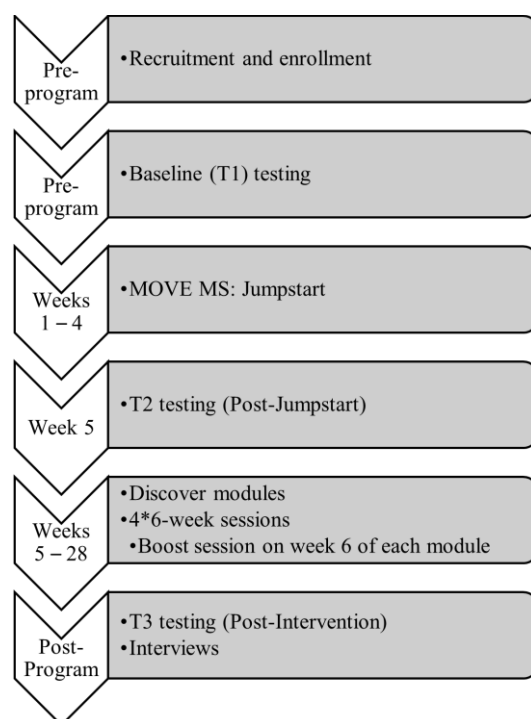 Pre-
program
•Recruitment and enrollment
Pre-
program
•Baseline (T1) testing
Weeks
1 – 4
•MOVE MS: Jumpstart
Week 5
•T2 testing (Post-Jumpstart)
Weeks
5 – 28
•Discover modules
•4*6-week sessions
•Boost session on week 6 of each module
Post-
Program
•T3 testing (Post-Intervention)
•Interviews